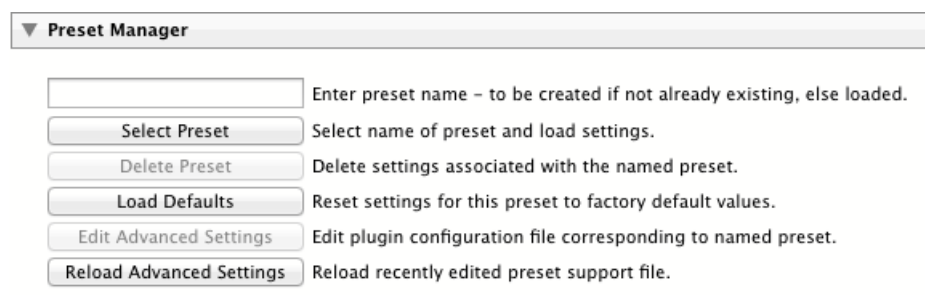 Preset Manager
Enter preset name – to be created if not already existing, else loaded.
Select Preset Select name of preset and load settings.
Delete Preset Delete settings associated with the named preset.
Load Defaults Reset settings for this preset to factory default values.
Edit Advanced Settings Edit plugin configuration file corresponding to named preset.
Reload Advanced Settings Reload recently edited preset support file.